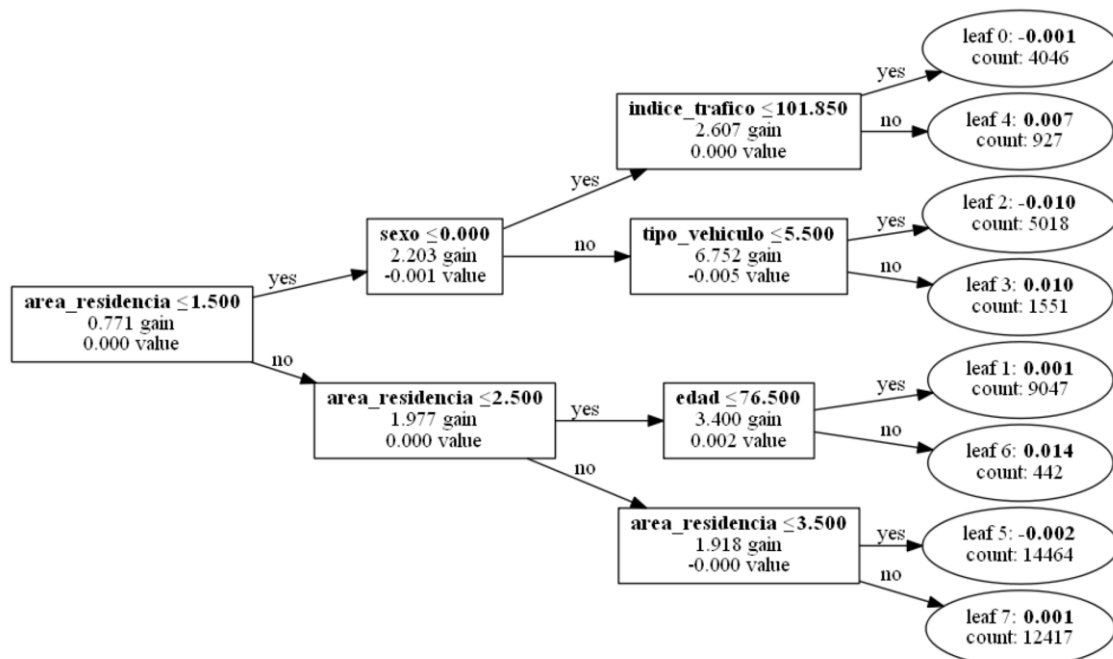 area_residencia ≤1.500
0.771 gain
0.000 value
yes
no
sexo ≤0.000
2.203 gain
-0.001 value
yes
no
area_residencia ≤2.500
1.977 gain
0.000 value
yes
no
indice_trafico ≤101.850
2.607 gain
0.000 value
yes
no
tipo_vehiculo ≤5.500
6.752 gain
-0.005 value
yes
no
edad ≤76.500
3.400 gain
0.002 value
yes
no
area_residencia ≤3.500
1.918 gain
-0.000 value
yes
no
leaf 0: -0.001
count: 4046
leaf 4: 0.007
count: 927
leaf 2: -0.010
count: 5018
leaf 3: 0.010
count: 1551
leaf 1: 0.001
count: 9047
leaf 6: 0.014
count: 442
leaf 5: -0.002
count: 14464
leaf 7: 0.001
count: 12417